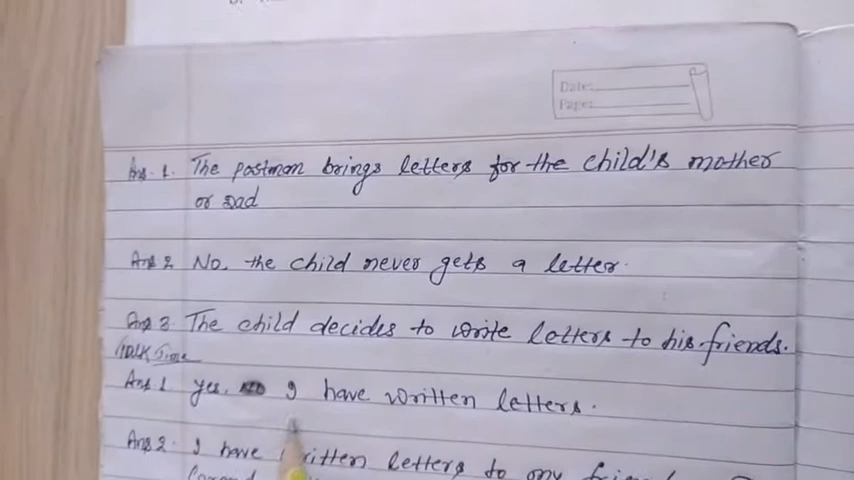 Date:
Page:
Ans. 1. The postman brings letters for the child's mother
or Dad
Ans 2 No, the child never gets a letter.
Ans 3. The child decides to write letters to his friends.
Talk Time
Ans 1 Yes, I have written letters.
Ans 2. I have written letters to my